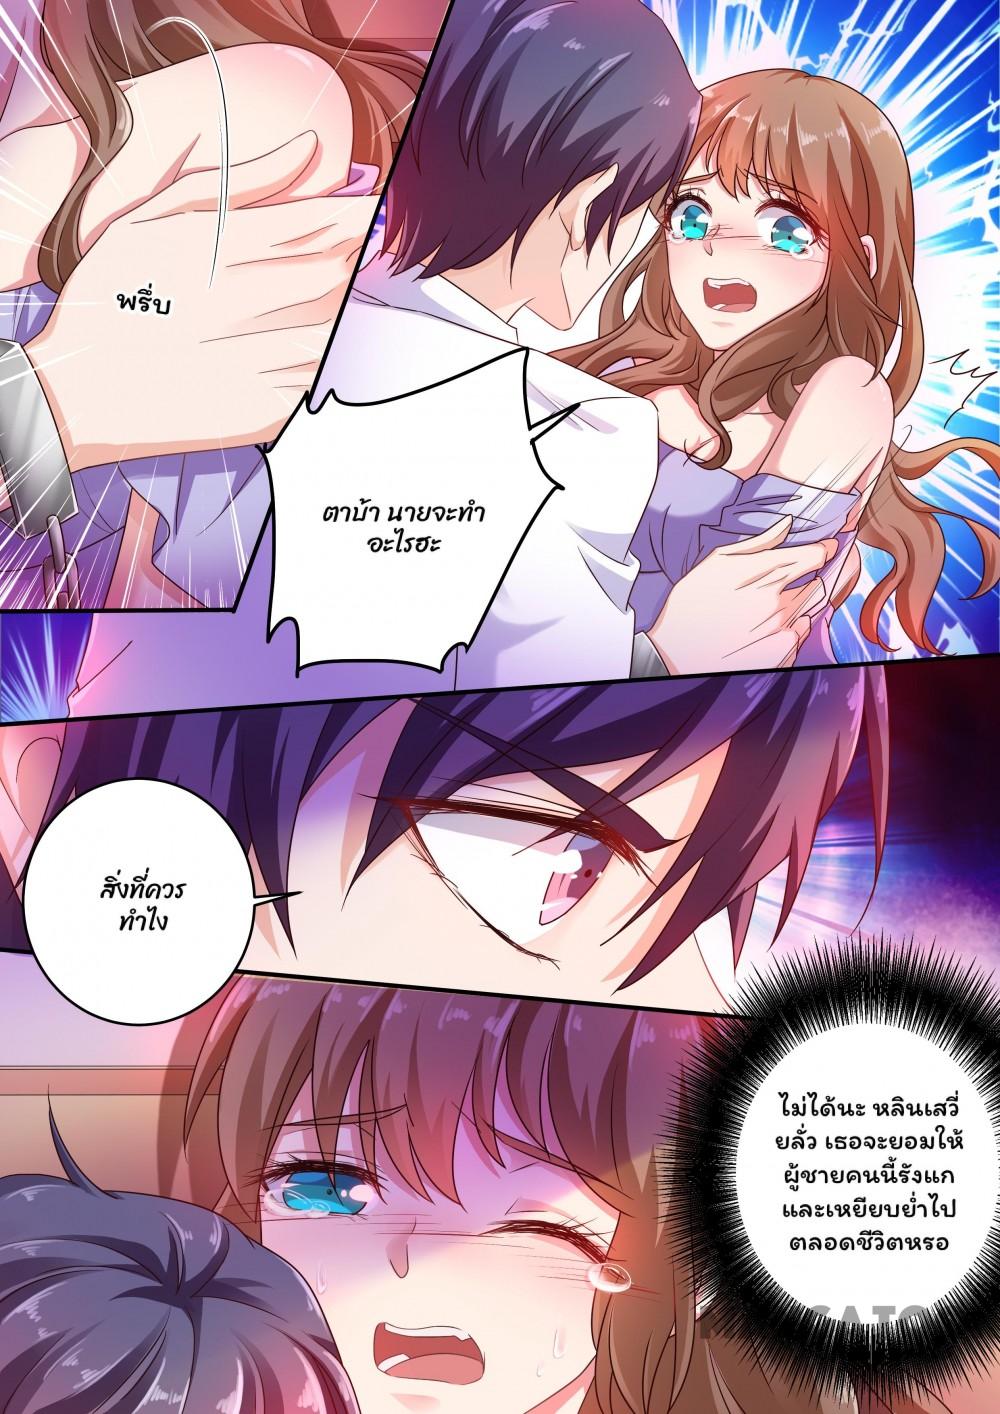 พรึ่บ
ตาบ้า นายจะทำ
อะไรฮะ
สิ่งที่ควร
ทำไง
ไม่ได้นะ หลินเสวี่
ยลั่ว เธอจะยอมให้
ผู้ชายคนนี้รังแก
และเหยียบย่ำไป
ตลอดชีวิตหรอ